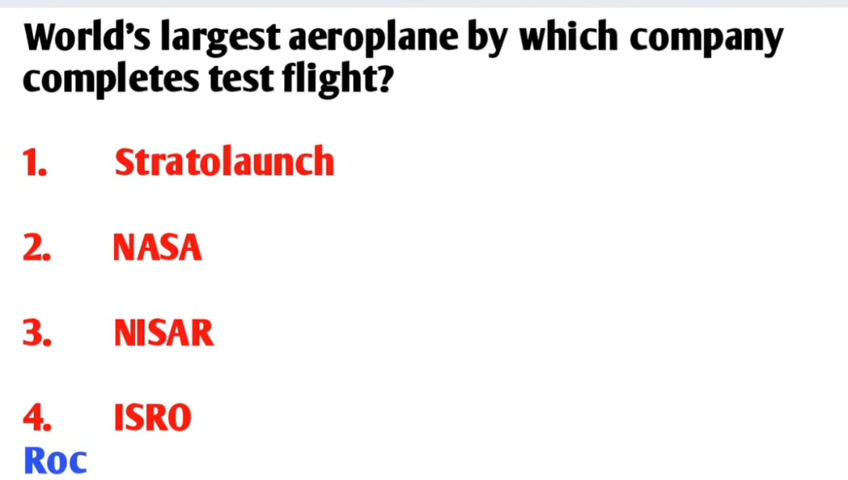 World's largest aeroplane by which company
completes test flight?
1. Stratolaunch
2. NASA
3. NISAR
4. ISRO
Roc